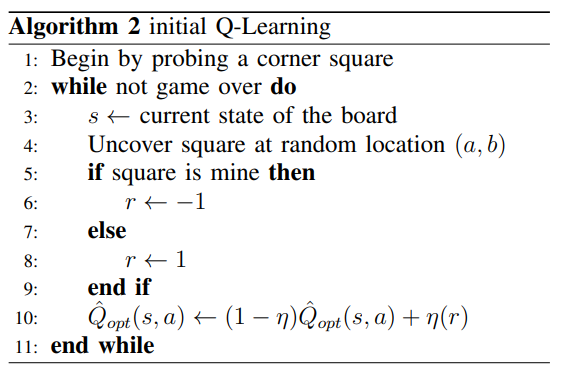 Algorithm 2 initial Q-Learning
1: Begin by probing a corner square
2: while not game over do
3: s ← current state of the board
4: Uncover square at random location (a, b)
5: if square is mine then
6: r ← −1
7: else
8: r ← 1
9: end if
10: Q̂opt(s, a) ← (1 − η)Q̂opt(s, a) + η(r)
11: end while